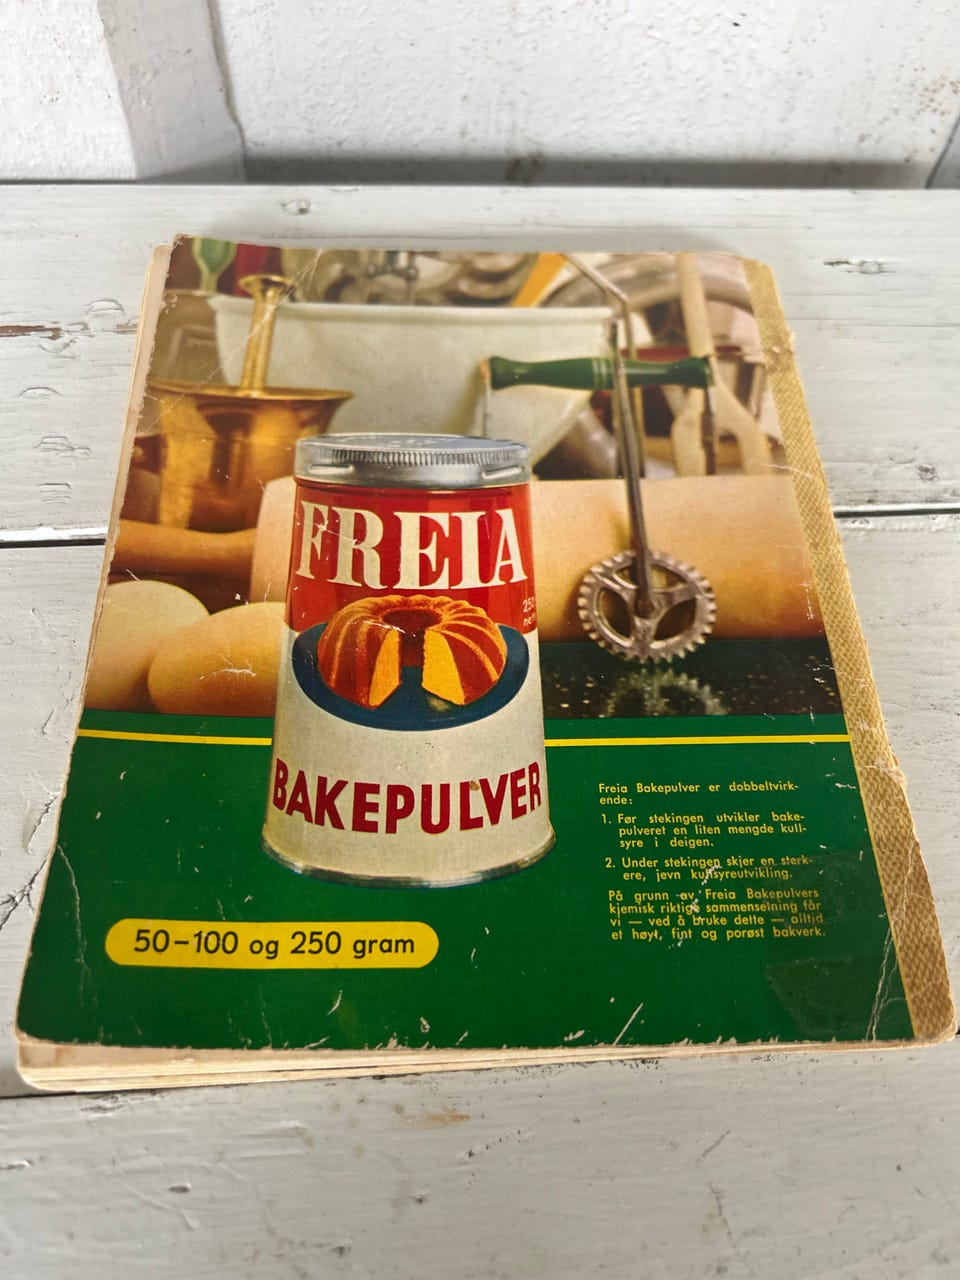 FREIA
250
BAKEPULVER
50-100 og 250 gram
Freia Bakepulver er dobbeltvirk-
ende:
1. Før stekingen utvikler bake-
pulveret en liten mengde kull-
syre i deigen.
2. Under stekingen skjer en sterk-
ere, jevn kullsyreutvikling.
På grunn av Freia Bakepulvers
kjemisk riktige sammensetning får
vi — ved å bruke dette — alltid
et høyt, fint og porøst bakverk.